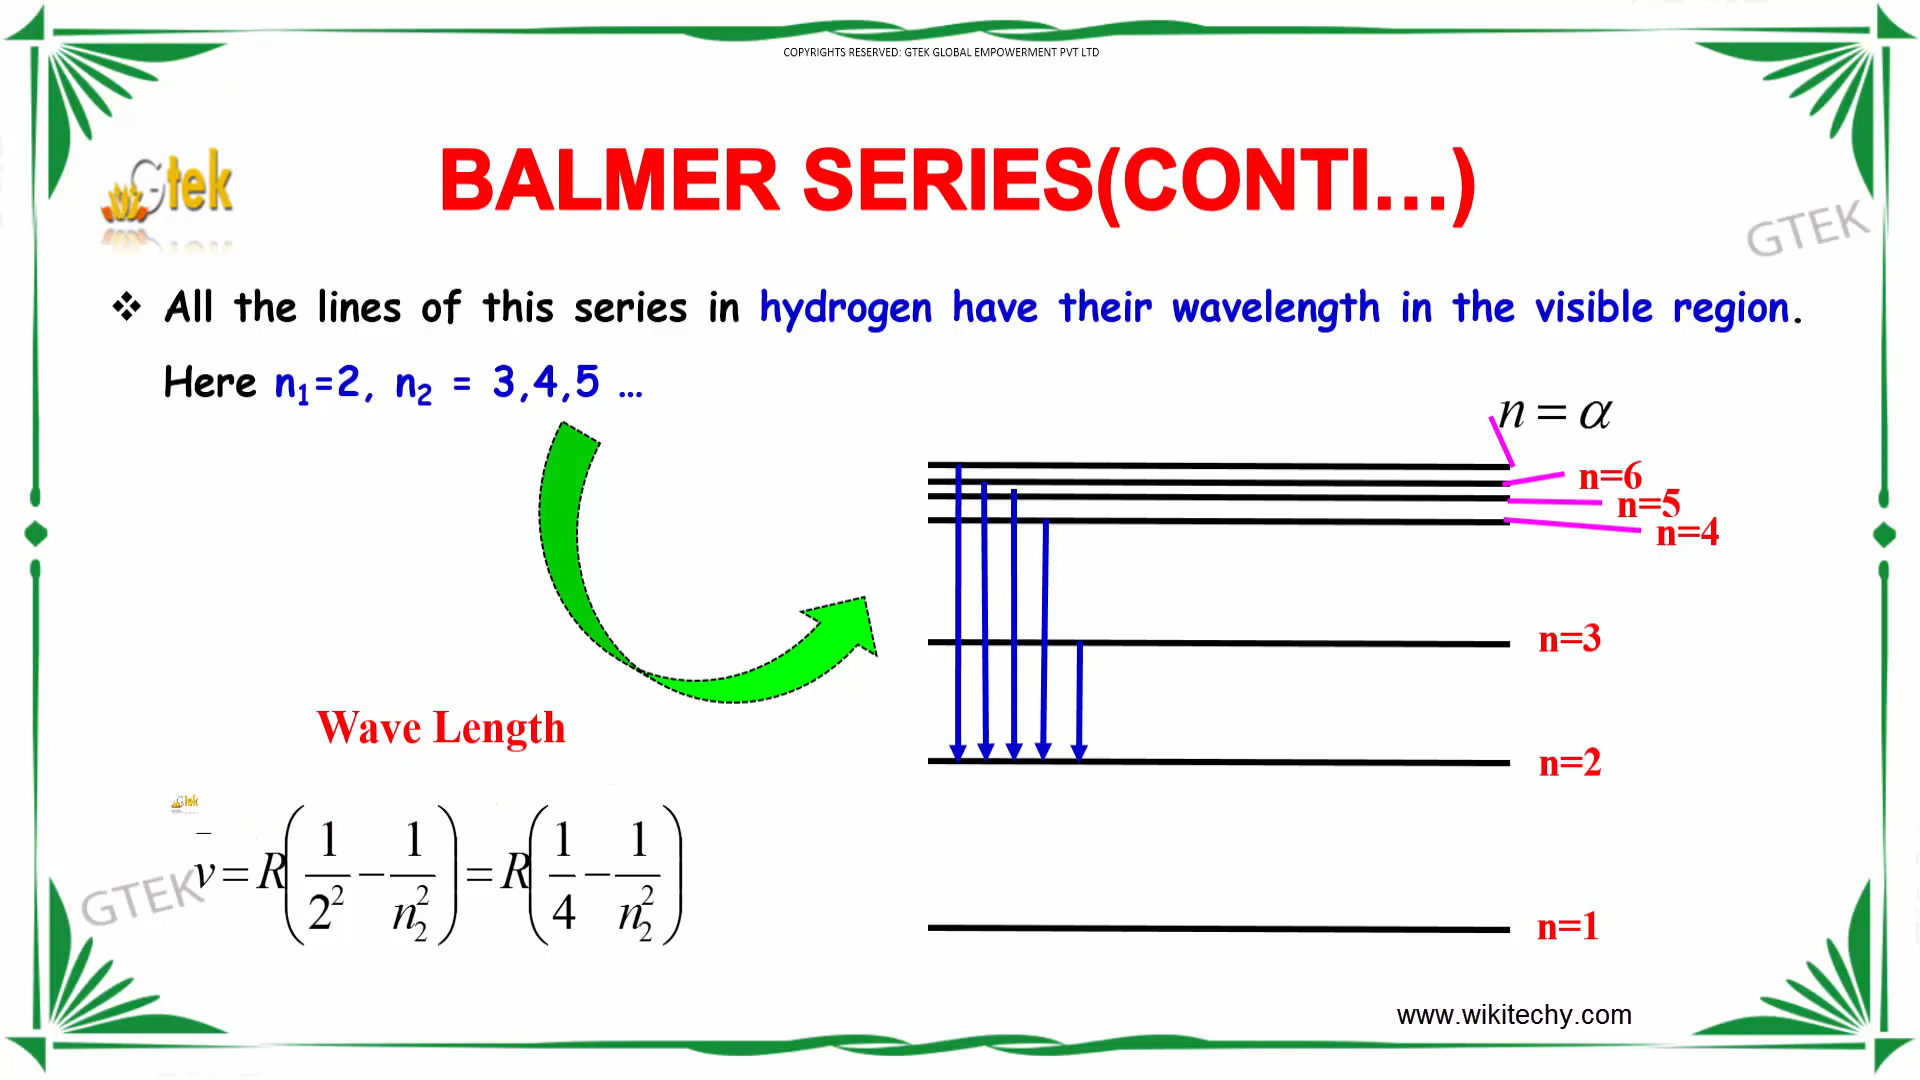 COPYRIGHTS RESERVED: GTEK GLOBAL EMPOWERMENT PVT LTD
Gtek
BALMER SERIES(CONTI...)
GTEK
❖ All the lines of this series in hydrogen have their wavelength in the visible region.
Here n₁=2, n₂ = 3,4,5 ...
n = α
n=6
n=5
n=4
n=3
Wave Length
n=2
Gtek
v̅ = R(1/2² − 1/n₂²) = R(1/4 − 1/n₂²)
GTEK
n=1
www.wikitechy.com